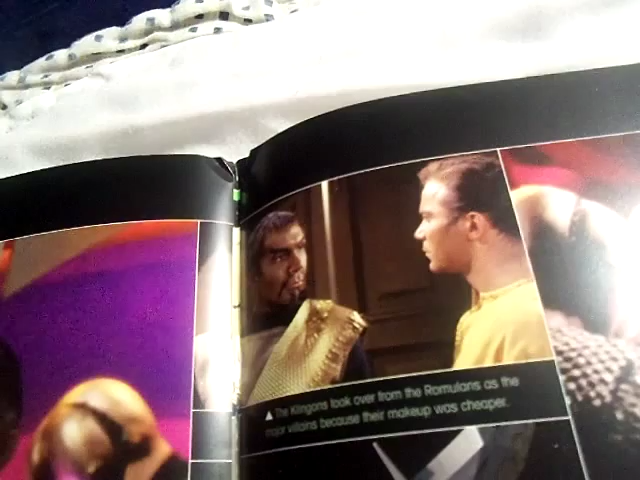 ▲ The Klingons took over from the Romulans as the
major villains because their makeup was cheaper.